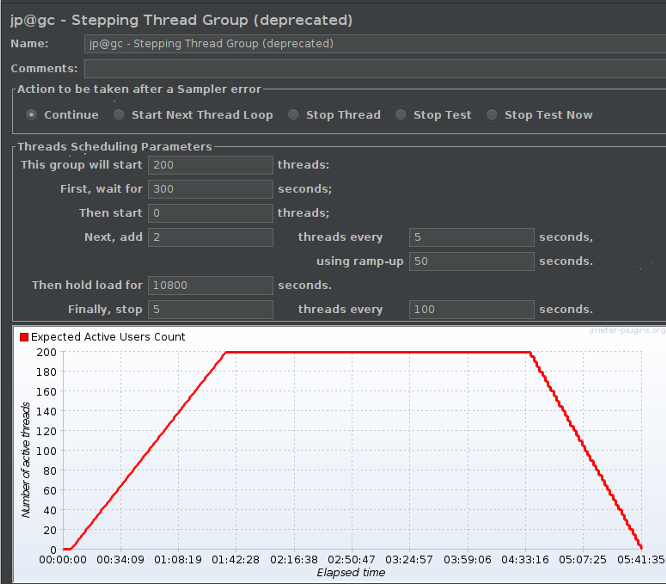 jp@gc - Stepping Thread Group (deprecated)
Name: jp@gc - Stepping Thread Group (deprecated)
Comments:
Action to be taken after a Sampler error
Continue Start Next Thread Loop Stop Thread Stop Test Stop Test Now
Threads Scheduling Parameters
This group will start 200 threads:
First, wait for 300 seconds;
Then start 0 threads;
Next, add 2 threads every 5 seconds,
using ramp-up 50 seconds.
Then hold load for 10800 seconds.
Finally, stop 5 threads every 100 seconds.
jmeter-plugins.org
Expected Active Users Count
200
180
160
140
120
100
80
60
40
20
0
Number of active threads
00:00:00 00:34:09 01:08:19 01:42:28 02:16:38 02:50:47 03:24:57 03:59:06 04:33:16 05:07:25 05:41:35
Elapsed time